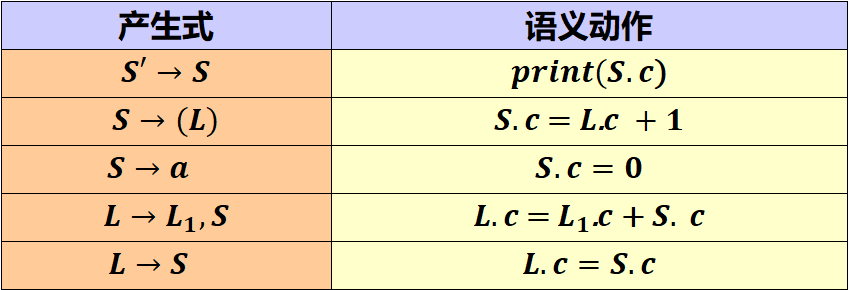 产生式 语义动作
S′ → S print(S.c)
S → (L) S.c = L.c + 1
S → a S.c = 0
L → L₁, S L.c = L₁.c + S. c
L → S L.c = S.c